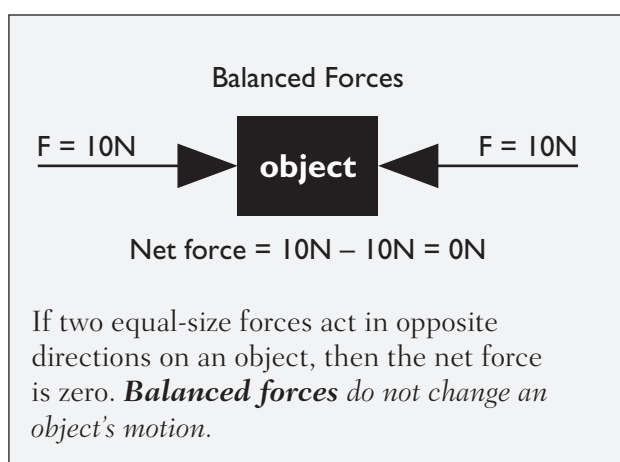 Balanced Forces
F = 10N
object
F = 10N
Net force = 10N – 10N = 0N
If two equal-size forces act in opposite
directions on an object, then the net force
is zero. Balanced forces do not change an
object's motion.